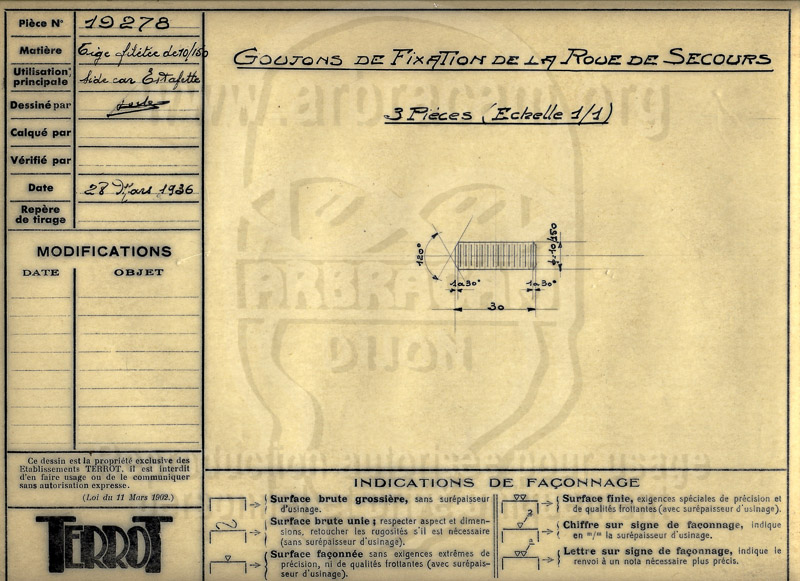 Pièce N° 19278
Matière Tige filetée de 10/150
Utilisation principale Side car Estafette
Dessiné par
Calqué par
Vérifié par
Date 28 Mars 1936
Repère de tirage
MODIFICATIONS
DATE OBJET
Ce dessin est la propriété exclusive des
Etablissements TERROT, il est interdit
d'en faire usage ou de le communiquer
sans autorisation expresse.
(Loi du 11 Mars 1902.)
TERROT
GOUJONS DE FIXATION DE LA ROUE DE SECOURS
3 Pièces (Echelle 1/1)
120°
ϕ 10/150
1 à 30° 1 à 30°
30
www.arbracam.org
ARBRACAM
DIJON
INDICATIONS DE FAÇONNAGE
Surface brute grossière, sans surépaisseur
d'usinage.
Surface brute unie ; respecter aspect et dimen-
sions, retoucher les rugosités s'il est nécessaire
(sans surépaisseur d'usinage).
Surface façonnée sans exigences extrêmes de
précision, ni de qualités frottantes (avec surépais-
seur d'usinage).
Surface finie, exigences spéciales de précision et
de qualités frottantes (avec surépaisseur d'usinage).
Chiffre sur signe de façonnage, indique
en m/m la surépaisseur d'usinage.
Lettre sur signe de façonnage, indique le
renvoi à un nota nécessaire plus précis.